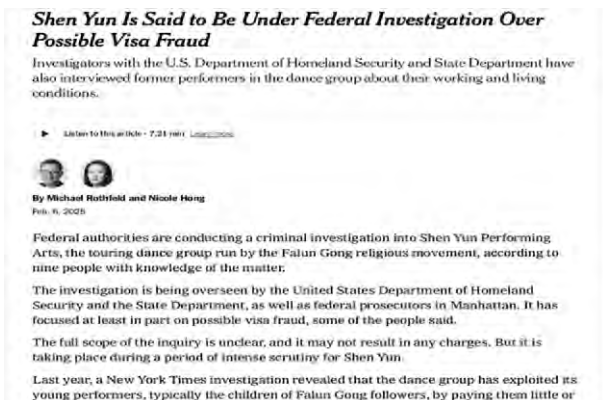 Shen Yun Is Said to Be Under Federal Investigation Over
Possible Visa Fraud
Investigators with the U.S. Department of Homeland Security and State Department have
also interviewed former performers in the dance group about their working and living
conditions.
Listen to this article · 7:21 min Learn more
By Michael Rothfeld and Nicole Hong
Feb. 6, 2025
Federal authorities are conducting a criminal investigation into Shen Yun Performing
Arts, the touring dance group run by the Falun Gong religious movement, according to
nine people with knowledge of the matter.
The investigation is being overseen by the United States Department of Homeland
Security and the State Department, as well as federal prosecutors in Manhattan. It has
focused at least in part on possible visa fraud, some of the people said.
The full scope of the inquiry is unclear, and it may not result in any charges. But it is
taking place during a period of intense scrutiny for Shen Yun.
Last year, a New York Times investigation revealed that the dance group has exploited its
young performers, typically the children of Falun Gong followers, by paying them little or